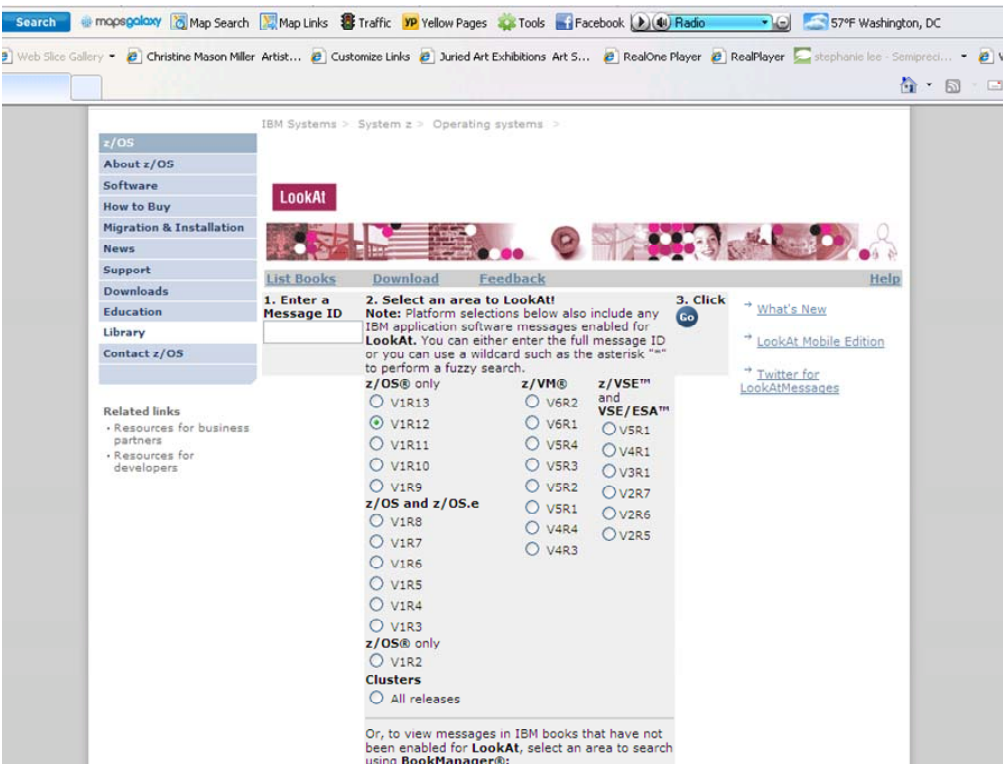 Search mapsgalaxy Map Search Map Links Traffic YP Yellow Pages Tools Facebook Radio 57°F Washington, DC
Web Slice Gallery Christine Mason Miller Artist... Customize Links Juried Art Exhibitions Art S... RealOne Player RealPlayer stephanie lee - Semipreci...
IBM Systems > System z > Operating systems >
z/OS
About z/OS
Software
How to Buy
Migration & Installation
News
Support
Downloads
Education
Library
Contact z/OS
Related links
· Resources for business
partners
· Resources for
developers
LookAt
List Books Download Feedback Help
1. Enter a
Message ID
2. Select an area to LookAt!
Note: Platform selections below also include any
IBM application software messages enabled for
LookAt. You can either enter the full message ID
or you can use a wildcard such as the asterisk "*"
to perform a fuzzy search.
z/OS® only
V1R13
V1R12
V1R11
V1R10
V1R9
z/OS and z/OS.e
V1R8
V1R7
V1R6
V1R5
V1R4
V1R3
z/OS® only
V1R2
Clusters
All releases
z/VM®
V6R2
V6R1
V5R4
V5R3
V5R2
V5R1
V4R4
V4R3
z/VSE™
and
VSE/ESA™
V5R1
V4R1
V3R1
V2R7
V2R6
V2R5
Or, to view messages in IBM books that have not
been enabled for LookAt, select an area to search
using BookManager®:
3. Click
Go
→ What's New
→ LookAt Mobile Edition
→ Twitter for
LookAtMessages